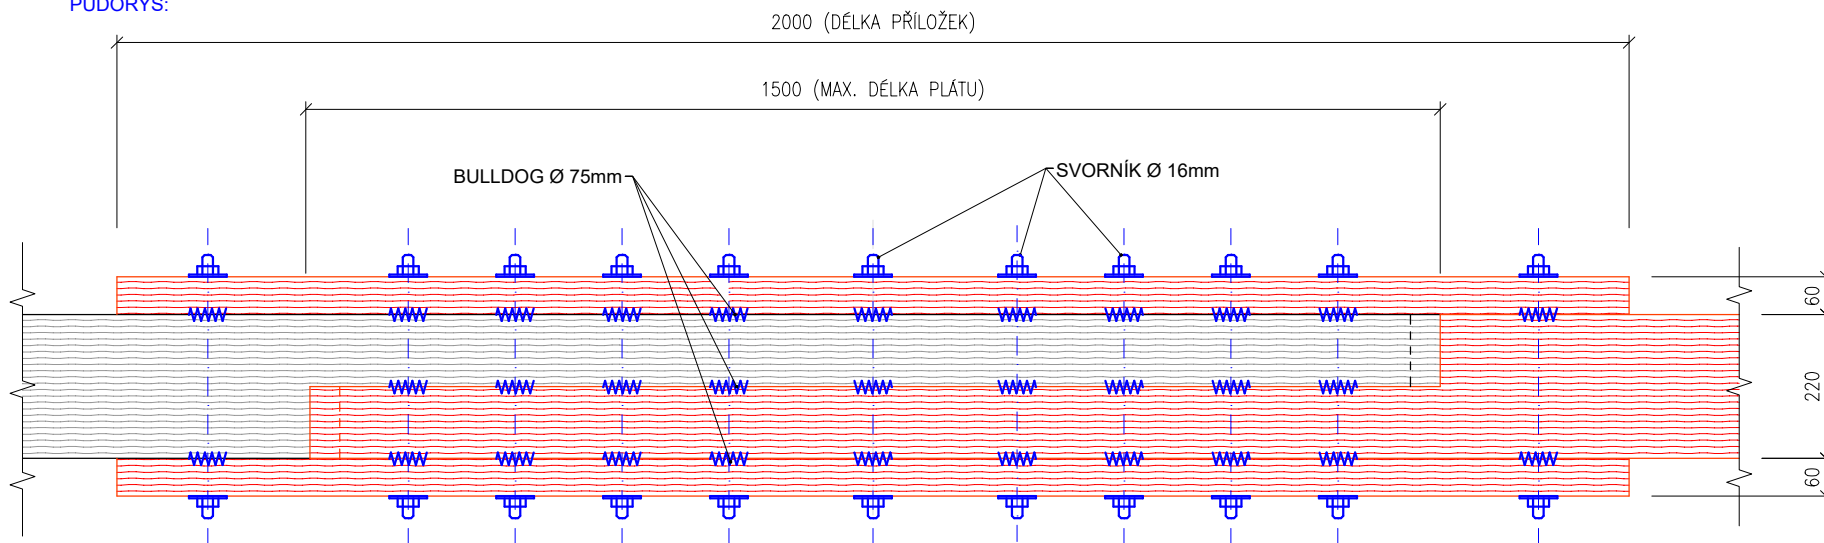 PŮDORYS:
2000 (DÉLKA PŘÍLOŽEK)
1500 (MAX. DÉLKA PLÁTU)
BULLDOG Ø 75mm
SVORNÍK Ø 16mm
60
220
60